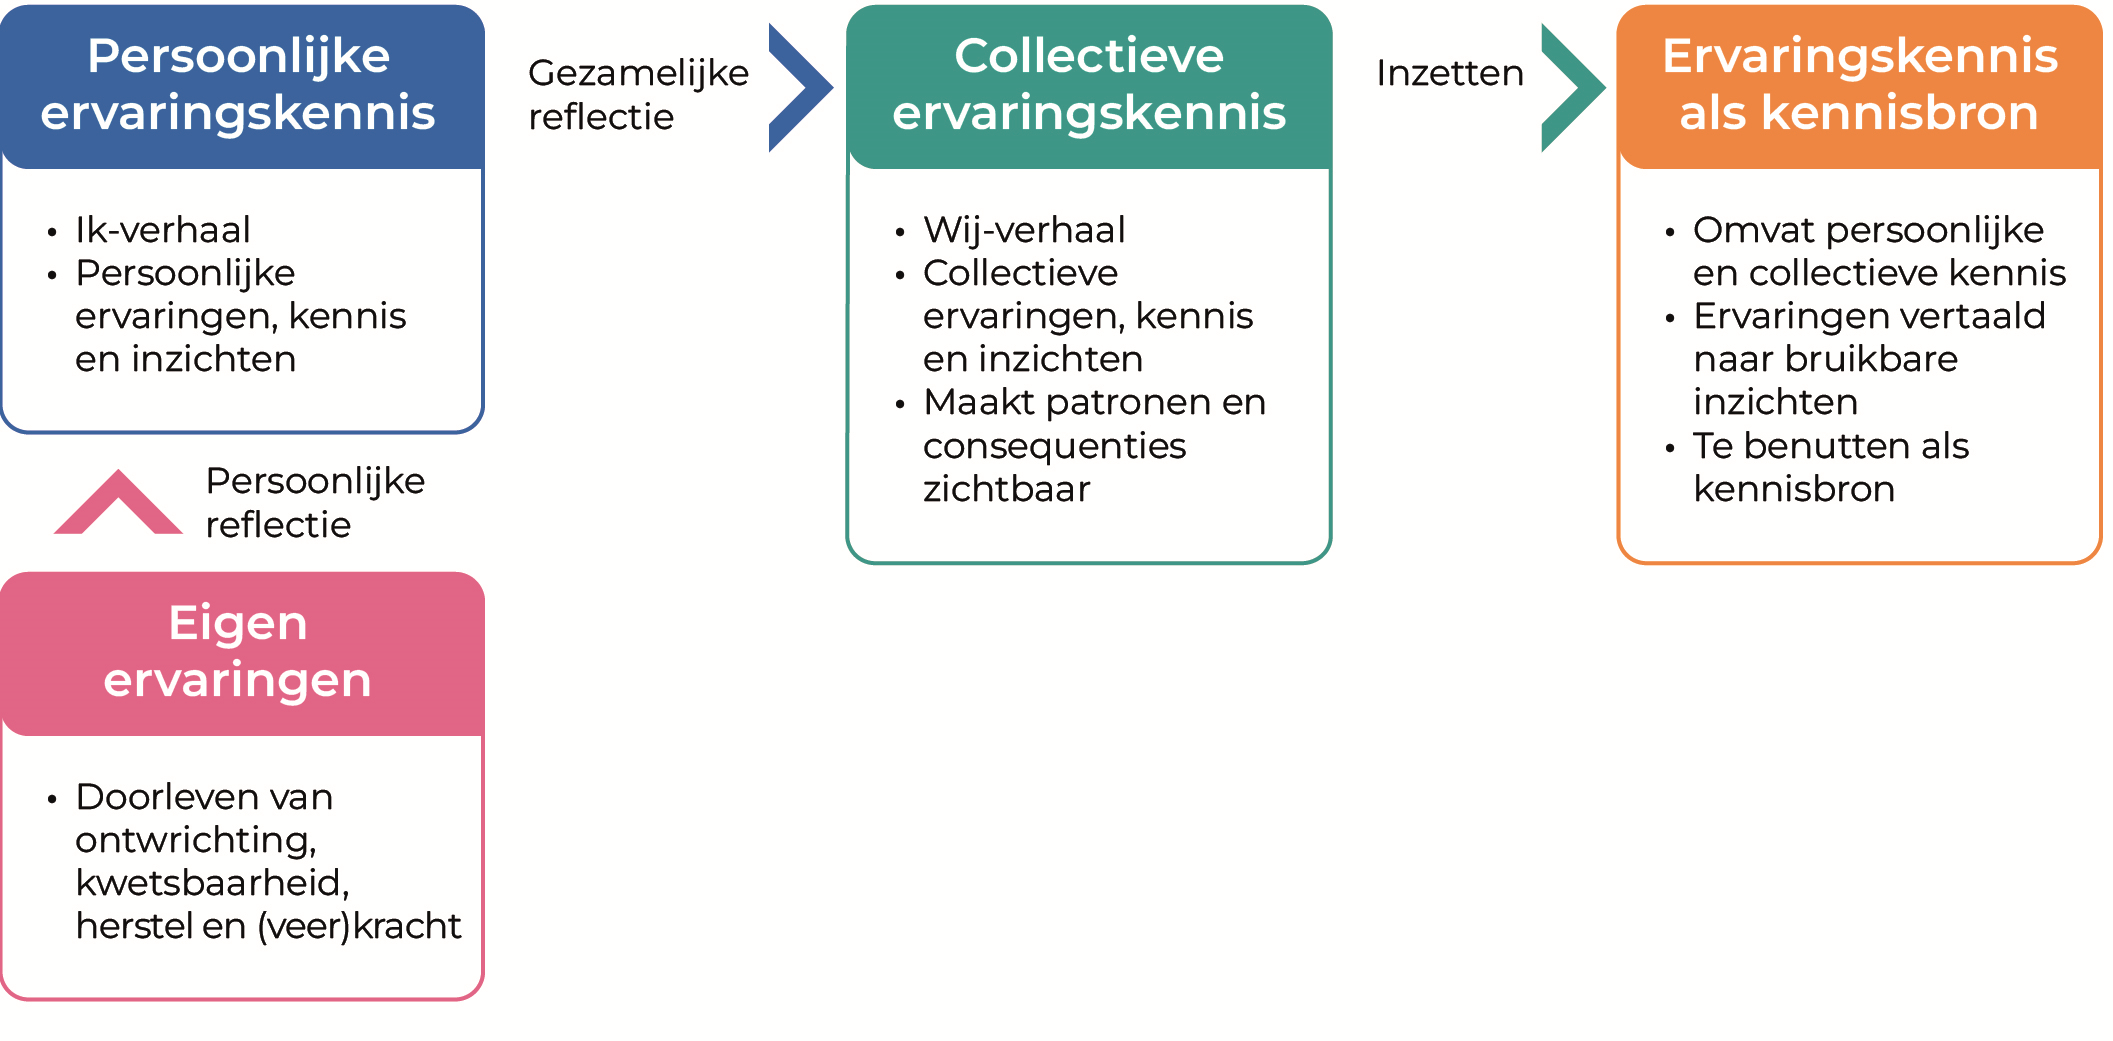 Persoonlijke
ervaringskennis
• Ik-verhaal
• Persoonlijke
ervaringen, kennis
en inzichten
Gezamelijke
reflectie
Collectieve
ervaringskennis
• Wij-verhaal
• Collectieve
ervaringen, kennis
en inzichten
• Maakt patronen en
consequenties
zichtbaar
Inzetten
Ervaringskennis
als kennisbron
• Omvat persoonlijke
en collectieve kennis
• Ervaringen vertaald
naar bruikbare
inzichten
• Te benutten als
kennisbron
Persoonlijke
reflectie
Eigen
ervaringen
• Doorleven van
ontwrichting,
kwetsbaarheid,
herstel en (veer)kracht